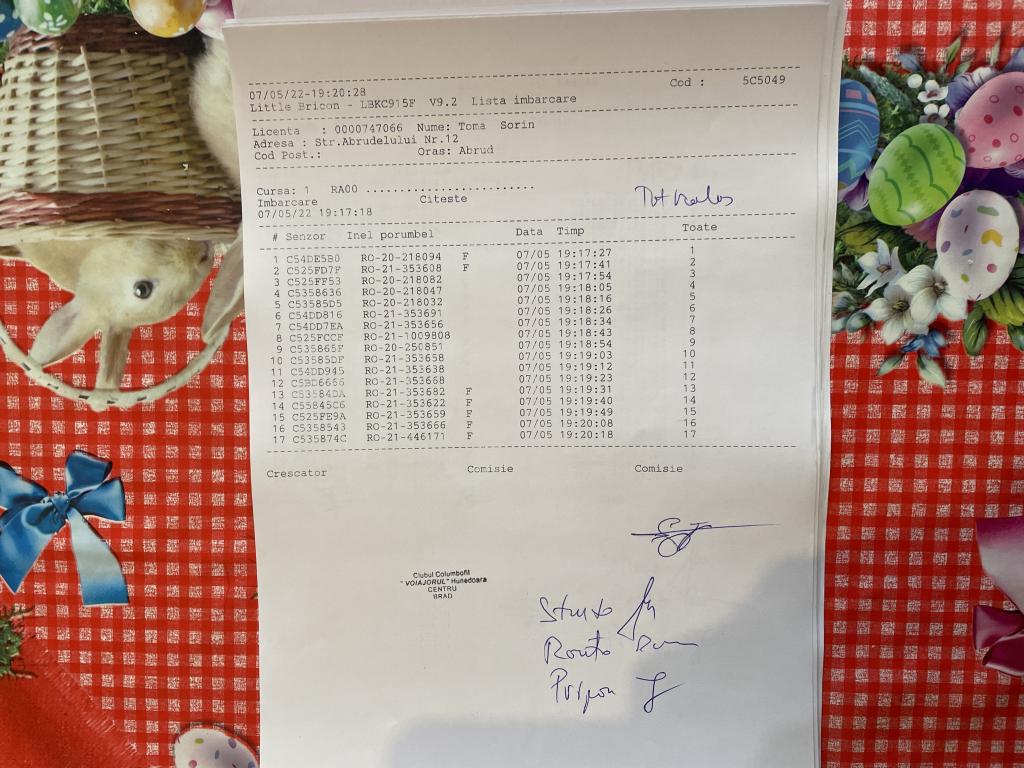 07/05/22-19:20:28 Cod : 5C5049
Little Bricon - LBKC915F V9.2 Lista imbarcare
Licenta : 0000747066 Nume: Toma Sorin
Adresa : Str.Abrudelului Nr.12
Cod Post.: Oras: Abrud
Cursa: 1 RA00 .........................
Imbarcare Citeste
07/05/22 19:17:18
Tot
# Senzor Inel porumbel Data Timp Toate
1 C54DE5B0 RO-20-218094 F 07/05 19:17:27 1
2 C525FD7F RO-21-353608 F 07/05 19:17:41 2
3 C525FF53 RO-20-218082 07/05 19:17:54 3
4 C5358636 RO-20-218047 07/05 19:18:05 4
5 C53585D5 RO-20-218032 07/05 19:18:16 5
6 C54DD816 RO-21-353691 07/05 19:18:26 6
7 C54DD7EA RO-21-353656 07/05 19:18:34 7
8 C525FCCF RO-21-1009808 07/05 19:18:43 8
9 C535865F RO-20-250851 07/05 19:18:54 9
10 C53585DF RO-21-353658 07/05 19:19:03 10
11 C54DD945 RO-21-353638 07/05 19:19:12 11
12 C53D6666 RO-21-353668 07/05 19:19:23 12
13 C53584DA RO-21-353682 F 07/05 19:19:31 13
14 C55845C6 RO-21-353622 F 07/05 19:19:40 14
15 C525FE9A RO-21-353659 F 07/05 19:19:49 15
16 C5358543 RO-21-353666 F 07/05 19:20:08 16
17 C535874C RO-21-446171 F 07/05 19:20:18 17
Crescator Comisie Comisie
Clubul Columbofil
"VOIAJORUL" Hunedoara
CENTRU
BRAD